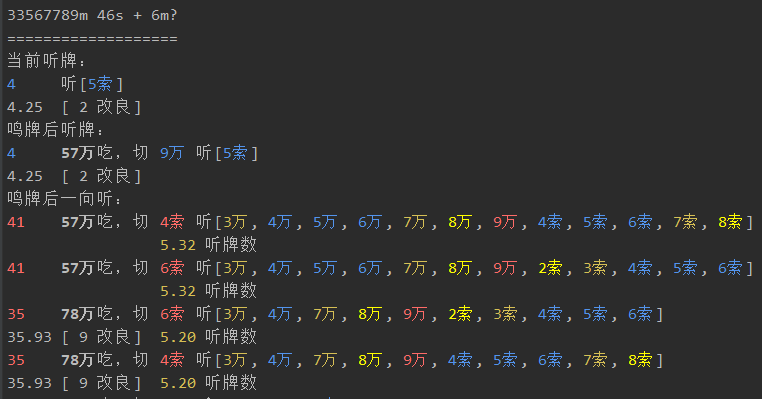 33567789m 46s + 6m?
===================
当前听牌:
4 听[5索]
4.25 [ 2 改良]
鸣牌后听牌:
4 57万吃, 切 9万 听[5索]
4.25 [ 2 改良]
鸣牌后一向听:
41 57万吃, 切 4索 听[3万, 4万, 5万, 6万, 7万, 8万, 9万, 4索, 5索, 6索, 7索, 8索]
5.32 听牌数
41 57万吃, 切 6索 听[3万, 4万, 5万, 6万, 7万, 8万, 9万, 2索, 3索, 4索, 5索, 6索]
5.32 听牌数
35 78万吃, 切 6索 听[3万, 4万, 7万, 8万, 9万, 2索, 3索, 4索, 5索, 6索]
35.93 [ 9 改良] 5.20 听牌数
35 78万吃, 切 4索 听[3万, 4万, 7万, 8万, 9万, 4索, 5索, 6索, 7索, 8索]
35.93 [ 9 改良] 5.20 听牌数